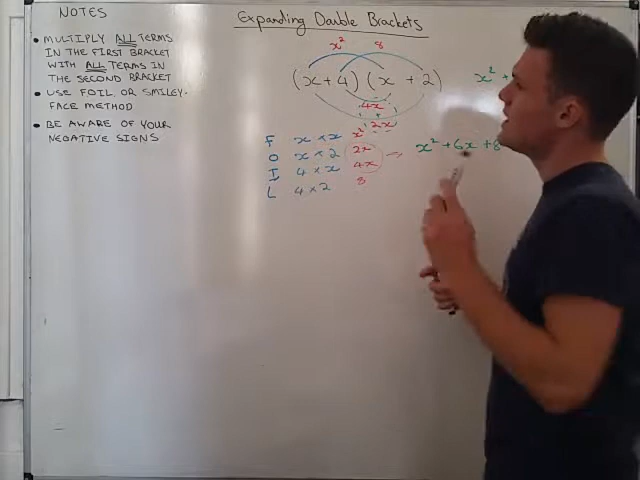 NOTES
Expanding Double Brackets
• MULTIPLY ALL TERMS
IN THE FIRST BRACKET
WITH ALL TERMS IN
THE SECOND BRACKET
• USE FOIL OR SMILEY-
FACE METHOD
• BE AWARE OF YOUR
NEGATIVE SIGNS
x² 8
(x+4)(x+2) x² +
4x
+
2x
F x × x x²
O x × 2 2x
I 4 × x 4x
L 4 × 2 8
⇒ x² + 6x + 8